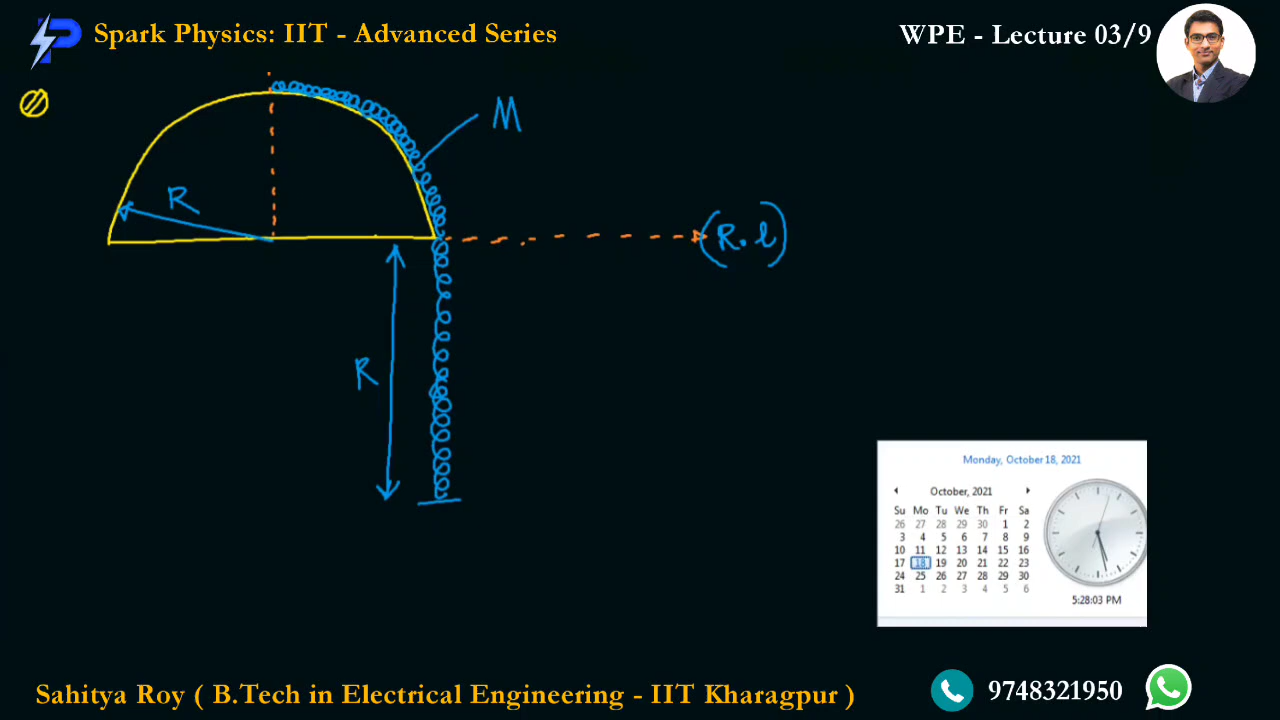 Spark Physics: IIT - Advanced Series
WPE - Lecture 03/9
M
R
(R.l)
R
Monday, October 18, 2021
October, 2021
Su Mo Tu We Th Fr Sa
26 27 28 29 30 1 2
3 4 5 6 7 8 9
10 11 12 13 14 15 16
17 18 19 20 21 22 23
24 25 26 27 28 29 30
31 1 2 3 4 5 6
5:28:03 PM
Sahitya Roy ( B.Tech in Electrical Engineering - IIT Kharagpur )
9748321950